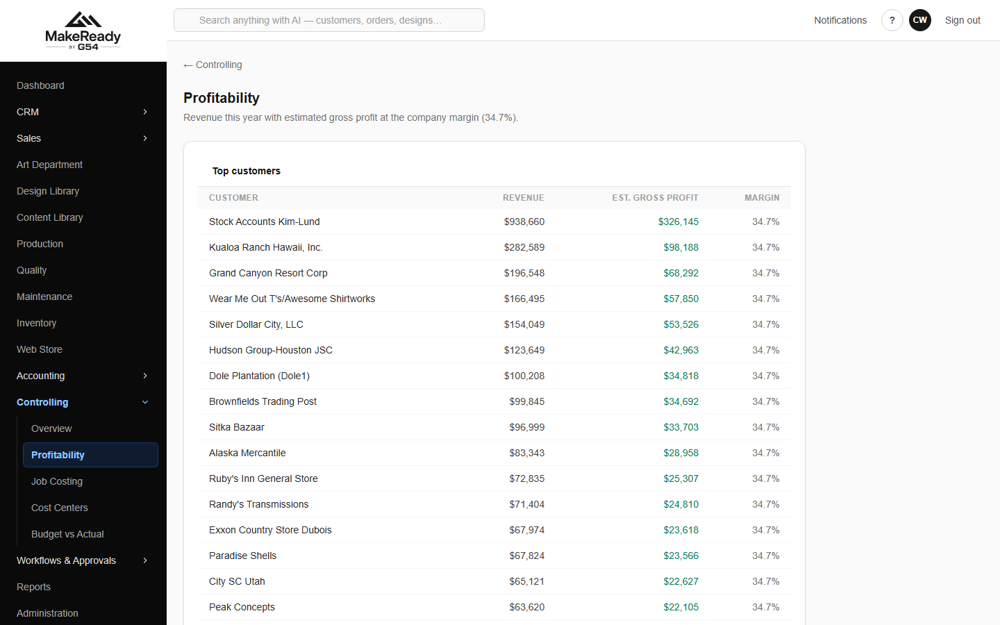 MakeReady
BY G54
Search anything with AI — customers, orders, designs...
Notifications
?
CW
Sign out
Dashboard
CRM
Sales
Art Department
Design Library
Content Library
Production
Quality
Maintenance
Inventory
Web Store
Accounting
Controlling
Overview
Profitability
Job Costing
Cost Centers
Budget vs Actual
Workflows & Approvals
Reports
Administration
← Controlling
Profitability
Revenue this year with estimated gross profit at the company margin (34.7%).
Top customers
CUSTOMER REVENUE EST. GROSS PROFIT MARGIN
Stock Accounts Kim-Lund $938,660 $326,145 34.7%
Kualoa Ranch Hawaii, Inc. $282,589 $98,188 34.7%
Grand Canyon Resort Corp $196,548 $68,292 34.7%
Wear Me Out T's/Awesome Shirtworks $166,495 $57,850 34.7%
Silver Dollar City, LLC $154,049 $53,526 34.7%
Hudson Group-Houston JSC $123,649 $42,963 34.7%
Dole Plantation (Dole1) $100,208 $34,818 34.7%
Brownfields Trading Post $99,845 $34,692 34.7%
Sitka Bazaar $96,999 $33,703 34.7%
Alaska Mercantile $83,343 $28,958 34.7%
Ruby's Inn General Store $72,835 $25,307 34.7%
Randy's Transmissions $71,404 $24,810 34.7%
Exxon Country Store Dubois $67,974 $23,618 34.7%
Paradise Shells $67,824 $23,566 34.7%
City SC Utah $65,121 $22,627 34.7%
Peak Concepts $63,620 $22,105 34.7%